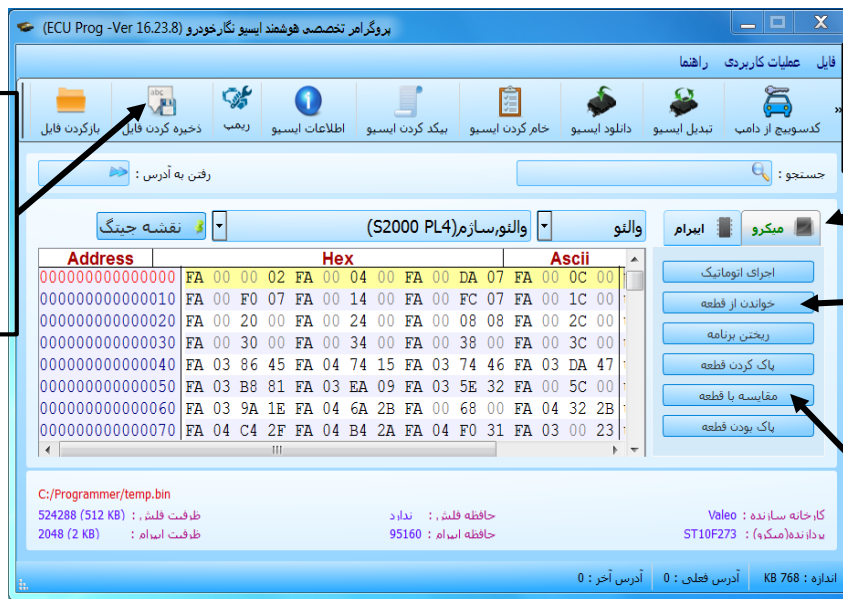 پروگرامر تخصصی هوشمند ایسیو نگارخودرو (ECU Prog -Ver 16.23.8)
فایل عملیات کاربردی راهنما
کدسوییچ از دامپ تبدیل ایسیو دانلود ایسیو خام کردن ایسیو بیکد کردن ایسیو اطلاعات ایسیو ریمپ ذخیره کردن فایل بازکردن فایل
جستجو : رفتن به آدرس :
میکرو ایپرام والئو والئو,ساژم(S2000 PL4) نقشه جیتگ
Address Hex Ascii
000000000000000 FA 00 00 02 FA 00 04 00 FA 00 DA 07 FA 00 0C 00
000000000000010 FA 00 F0 07 FA 00 14 00 FA 00 FC 07 FA 00 1C 00
000000000000020 FA 00 20 00 FA 00 24 00 FA 00 08 08 FA 00 2C 00
000000000000030 FA 00 30 00 FA 00 34 00 FA 00 38 00 FA 00 3C 00
000000000000040 FA 03 86 45 FA 04 74 15 FA 03 74 46 FA 03 DA 47
000000000000050 FA 03 B8 81 FA 03 EA 09 FA 03 5E 32 FA 00 5C 00
000000000000060 FA 03 9A 1E FA 04 6A 2B FA 00 68 00 FA 04 32 2B
000000000000070 FA 04 C4 2F FA 04 B4 2A FA 04 F0 31 FA 03 00 23
اجرای اتوماتیک
خواندن از قطعه
ریختن برنامه
پاک کردن قطعه
مقایسه با قطعه
پاک بودن قطعه
C:/Programmer/temp.bin
کارخانه سازنده : Valeo حافظه فلش : ندارد ظرفیت فلش : 524288 (512 KB)
پردازنده(میکرو) : ST10F273 حافظه ایپرام : 95160 ظرفیت ایپرام : 2048 (2 KB)
اندازه : 768 KB آدرس فعلی : 0 آدرس آخر : 0